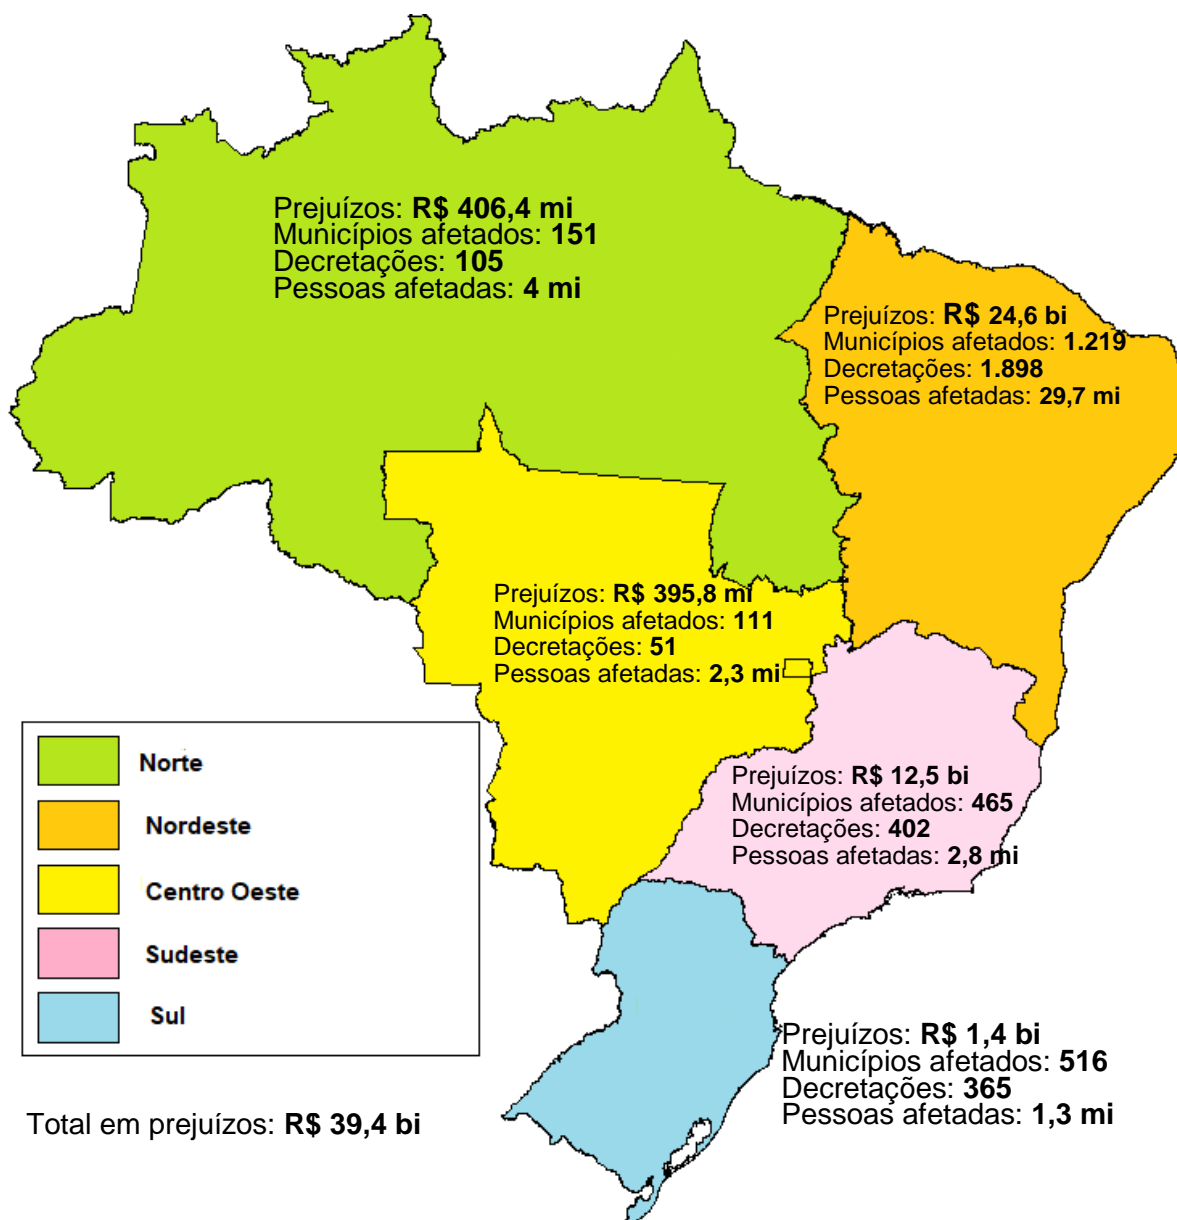 Prejuízos: R$ 406,4 mi
Municípios afetados: 151
Decretações: 105
Pessoas afetadas: 4 mi
Prejuízos: R$ 24,6 bi
Municípios afetados: 1.219
Decretações: 1.898
Pessoas afetadas: 29,7 mi
Prejuízos: R$ 395,8 mi
Municípios afetados: 111
Decretações: 51
Pessoas afetadas: 2,3 mi
Prejuízos: R$ 12,5 bi
Municípios afetados: 465
Decretações: 402
Pessoas afetadas: 2,8 mi
Norte
Nordeste
Centro Oeste
Sudeste
Sul
Prejuízos: R$ 1,4 bi
Municípios afetados: 516
Decretações: 365
Pessoas afetadas: 1,3 mi
Total em prejuízos: R$ 39,4 bi